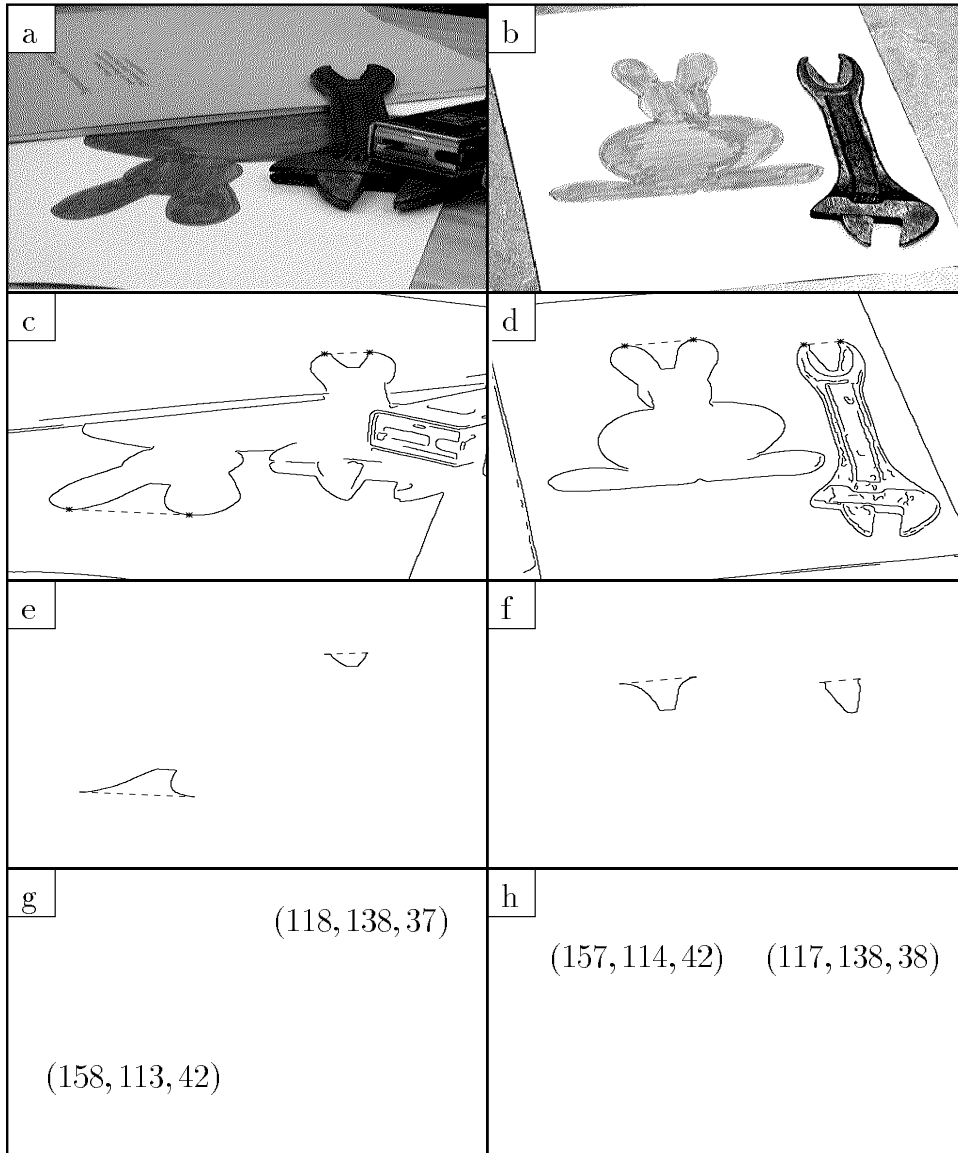 a
b
c
d
e
f
g
(118, 138, 37)
(158, 113, 42)
h
(157, 114, 42)
(117, 138, 38)